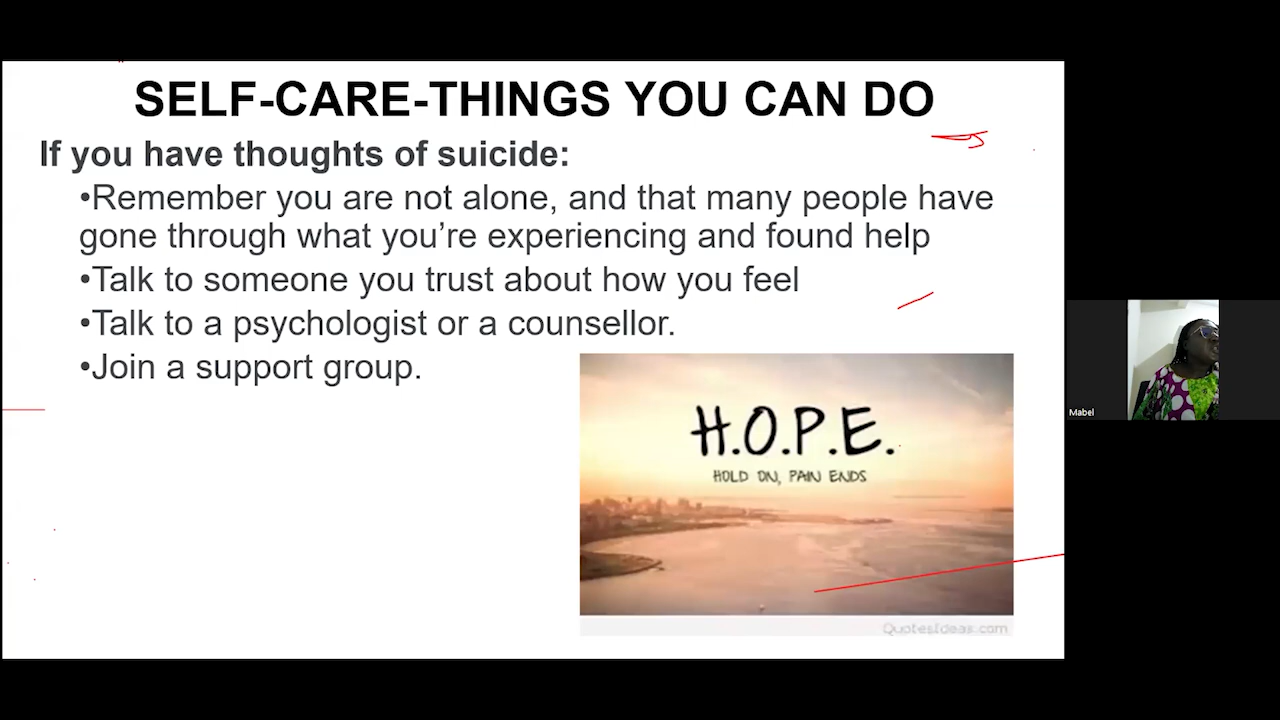 SELF-CARE-THINGS YOU CAN DO
If you have thoughts of suicide:
•Remember you are not alone, and that many people have
gone through what you’re experiencing and found help
•Talk to someone you trust about how you feel
•Talk to a psychologist or a counsellor.
•Join a support group.
H.O.P.E.
HOLD ON, PAIN ENDS
QuotesIdeas.com
Mabel